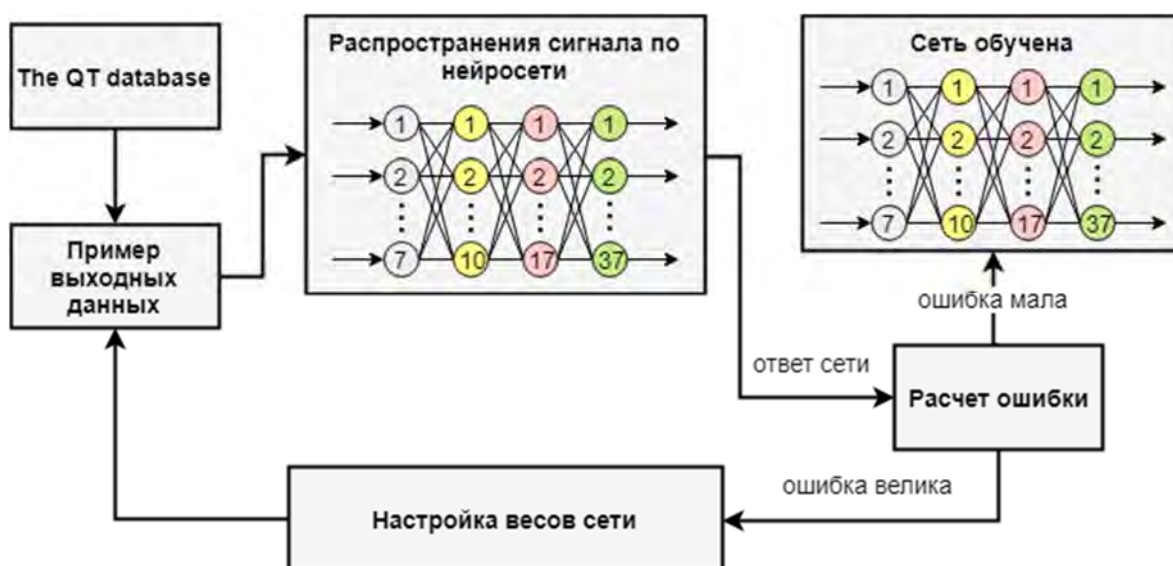 The QT database
Распространения сигнала по
нейросети
1 1 1 1
2 2 2 2
7 10 17 37
Сеть обучена
1 1 1 1
2 2 2 2
7 10 17 37
Пример
выходных
данных
ошибка мала
ответ сети
Расчет ошибки
ошибка велика
Настройка весов сети